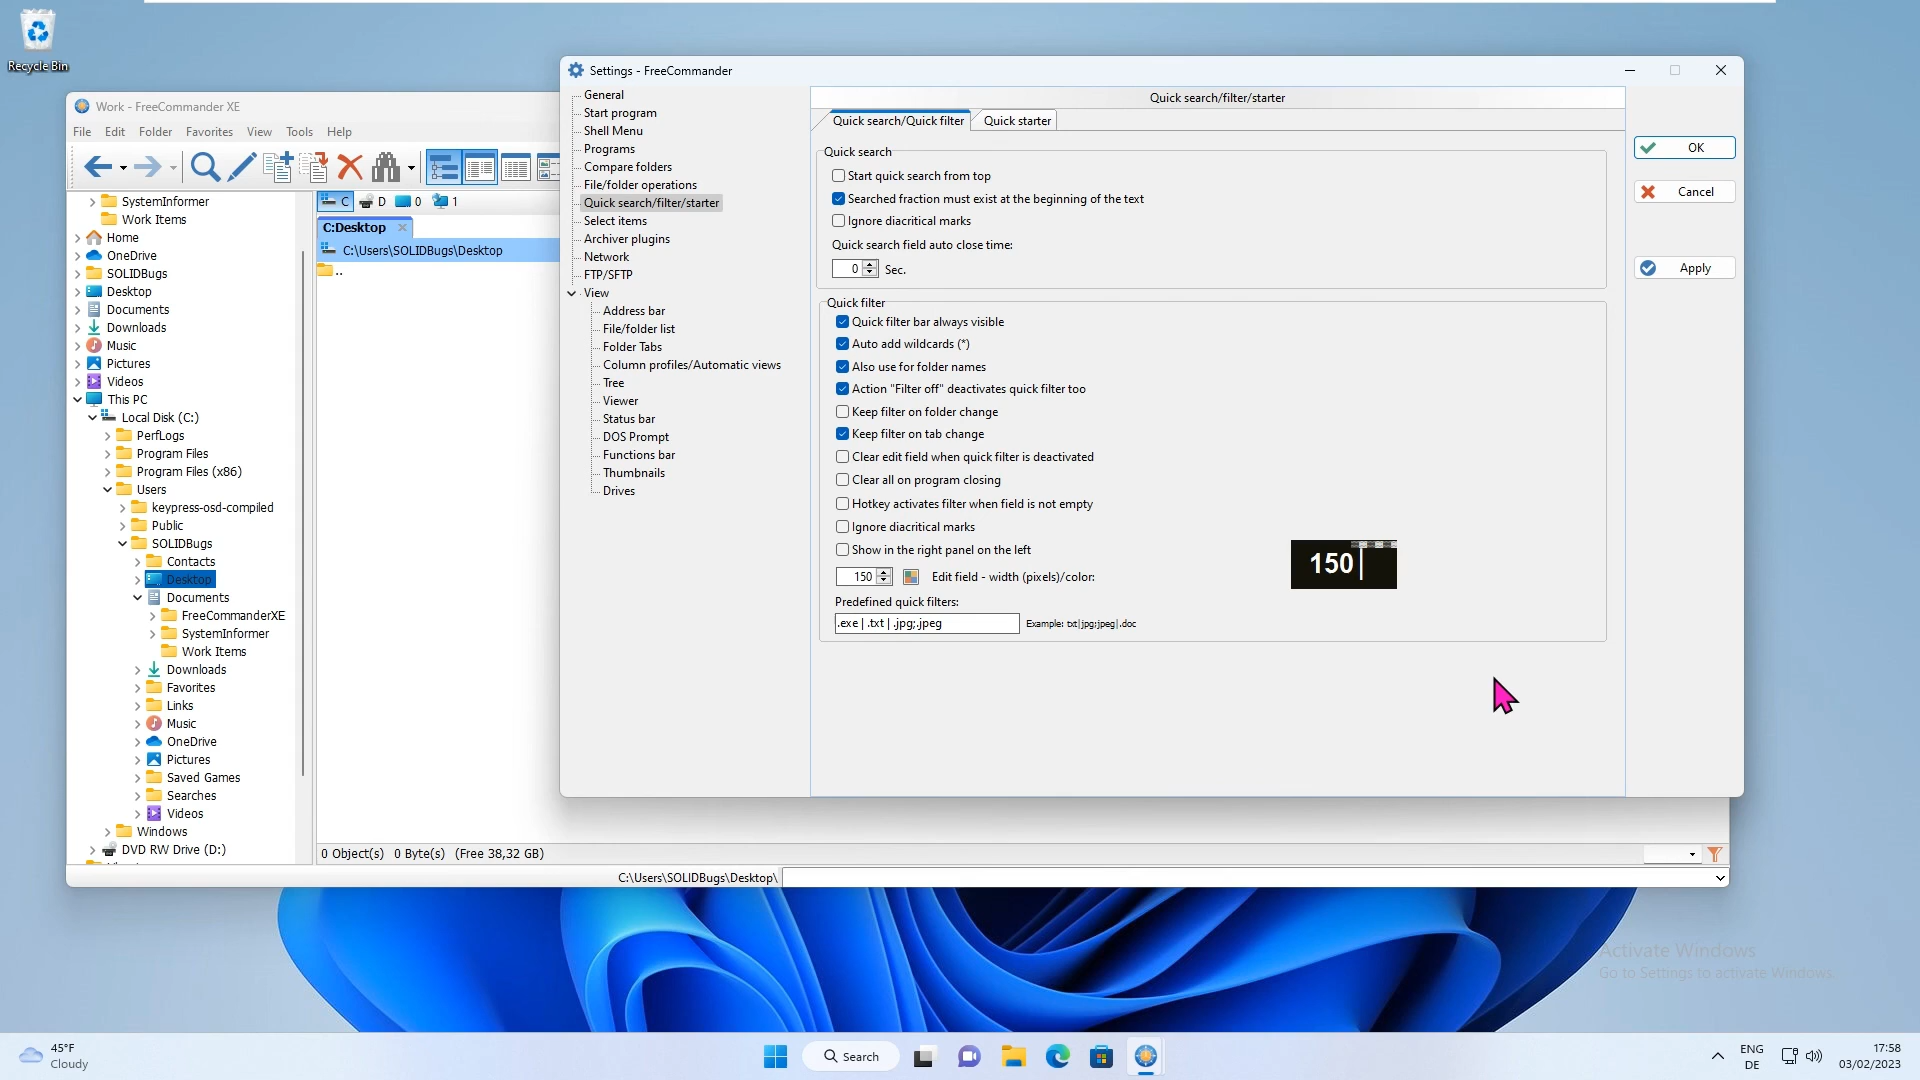 Recycle Bin
Work - FreeCommander XE
File Edit Folder Favorites View Tools Help
SystemInformer
Work Items
Home
OneDrive
SOLIDBugs
Desktop
Documents
Downloads
Music
Pictures
Videos
This PC
Local Disk (C:)
PerfLogs
Program Files
Program Files (x86)
Users
keypress-osd-compiled
Public
SOLIDBugs
Contacts
Desktop
Documents
FreeCommanderXE
SystemInformer
Work Items
Downloads
Favorites
Links
Music
OneDrive
Pictures
Saved Games
Searches
Videos
Windows
DVD RW Drive (D:)
C D 0 1
C:Desktop
C:\Users\SOLIDBugs\Desktop
..
0 Object(s) 0 Byte(s) (Free 38,32 GB)
C:\Users\SOLIDBugs\Desktop\
Settings - FreeCommander
General
Start program
Shell Menu
Programs
Compare folders
File/folder operations
Quick search/filter/starter
Select items
Archiver plugins
Network
FTP/SFTP
View
Address bar
File/folder list
Folder Tabs
Column profiles/Automatic views
Tree
Viewer
Status bar
DOS Prompt
Functions bar
Thumbnails
Drives
Quick search/filter/starter
Quick search/Quick filter Quick starter
Quick search
Start quick search from top
Searched fraction must exist at the beginning of the text
Ignore diacritical marks
Quick search field auto close time:
0 Sec.
Quick filter
Quick filter bar always visible
Auto add wildcards (*)
Also use for folder names
Action "Filter off" deactivates quick filter too
Keep filter on folder change
Keep filter on tab change
Clear edit field when quick filter is deactivated
Clear all on program closing
Hotkey activates filter when field is not empty
Ignore diacritical marks
Show in the right panel on the left
150 Edit field - width (pixels)/color:
Predefined quick filters:
.exe | .txt | .jpg;.jpeg Example: txt|jpg;jpeg|.doc
150
OK
Cancel
Apply
Activate Windows
Go to Settings to activate Windows.
45°F
Cloudy
Search
ENG
DE
17:58
03/02/2023